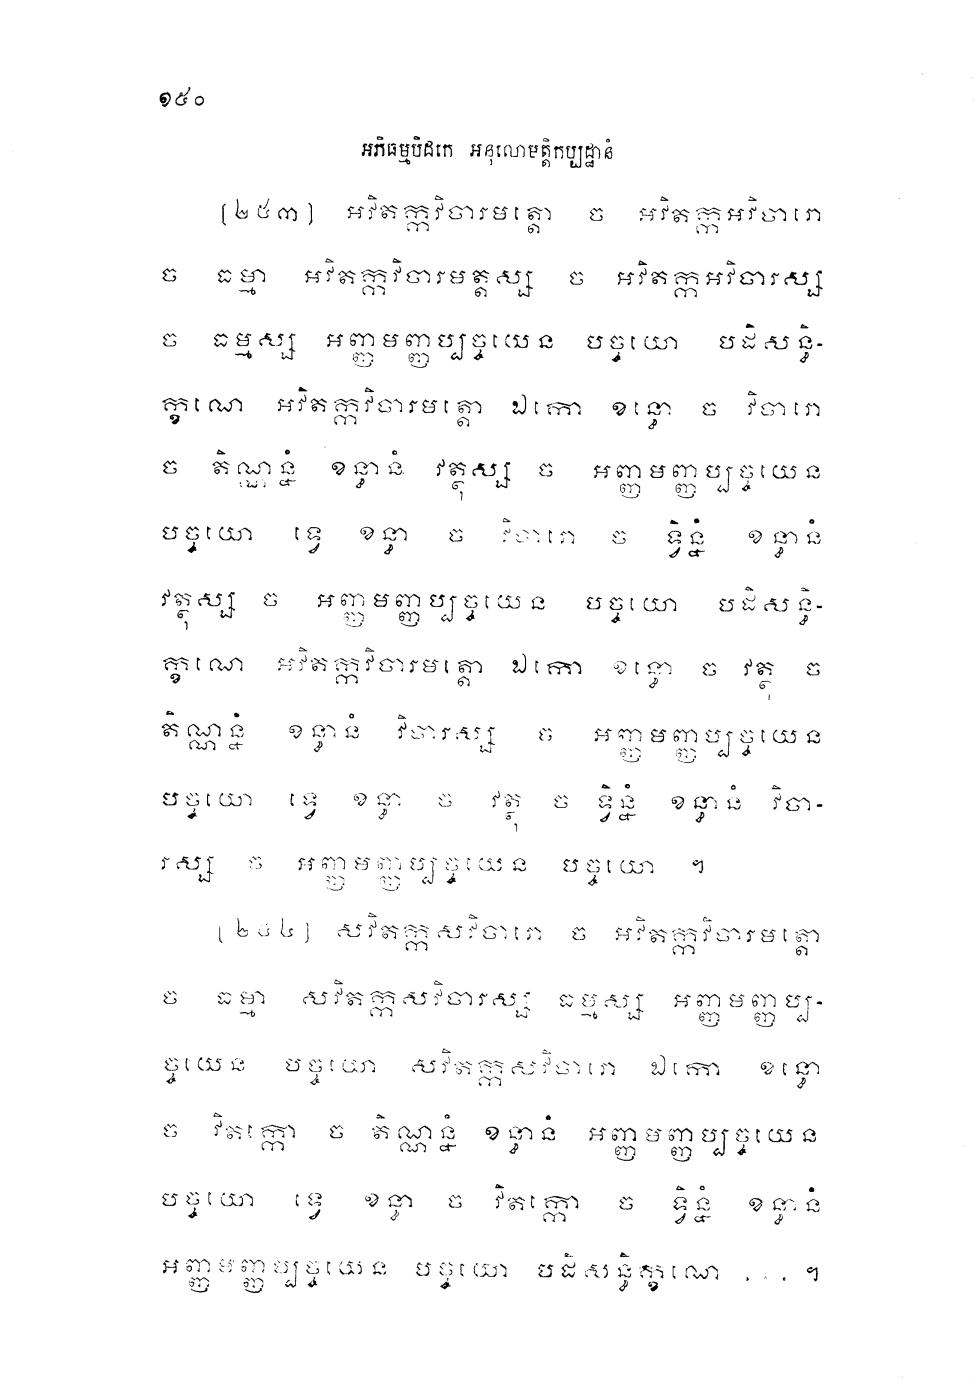 ១៥០
អភិធម្មបិដកេ អនុលោមត្តិកប្បដ្ឋានំ
[២៥៣] អវិតក្កវិចារមត្តោ ច អវិតក្កអវិចារោ
ច ធម្មា អវិតក្កវិចារមត្តស្ស ច អវិតក្កអវិចារស្ស
ច ធម្មស្ស អញ្ញមញ្ញប្បច្ចយេន បច្ចយោ បដិសន្ធិ-
ក្ខណេ អវិតក្កវិចារមត្តោ ឯកោ ខន្ធោ ច វិចារោ
ច តិណ្ណន្នំ ខន្ធានំ វត្ថុស្ស ច អញ្ញមញ្ញប្បច្ចយេន
បច្ចយោ ទ្វេ ខន្ធា ច វិចារោ ច ទ្វិន្នំ ខន្ធានំ
វត្ថុស្ស ច អញ្ញមញ្ញប្បច្ចយេន បច្ចយោ បដិសន្ធិ-
ក្ខណេ អវិតក្កវិចារមត្តោ ឯកោ ខន្ធោ ច វត្ថុ ច
តិណ្ណន្នំ ខន្ធានំ វិចារស្ស ច អញ្ញមញ្ញប្បច្ចយេន
បច្ចយោ ទ្វេ ខន្ធា ច វត្ថុ ច ទ្វិន្នំ ខន្ធានំ វិចា-
រស្ស ច អញ្ញមញ្ញប្បច្ចយេន បច្ចយោ ។
[២៥៤] សវិតក្កសវិចារោ ច អវិតក្កវិចារមត្តោ
ច ធម្មា សវិតក្កសវិចារស្ស ធម្មស្ស អញ្ញមញ្ញប្ប-
ច្ចយេន បច្ចយោ សវិតក្កសវិចារោ ឯកោ ខន្ធោ
ច វិតក្កោ ច តិណ្ណន្នំ ខន្ធានំ អញ្ញមញ្ញប្បច្ចយេន
បច្ចយោ ទ្វេ ខន្ធា ច វិតក្កោ ច ទ្វិន្នំ ខន្ធានំ
អញ្ញមញ្ញប្បច្ចយេន បច្ចយោ បដិសន្ធិក្ខណេ ... ។